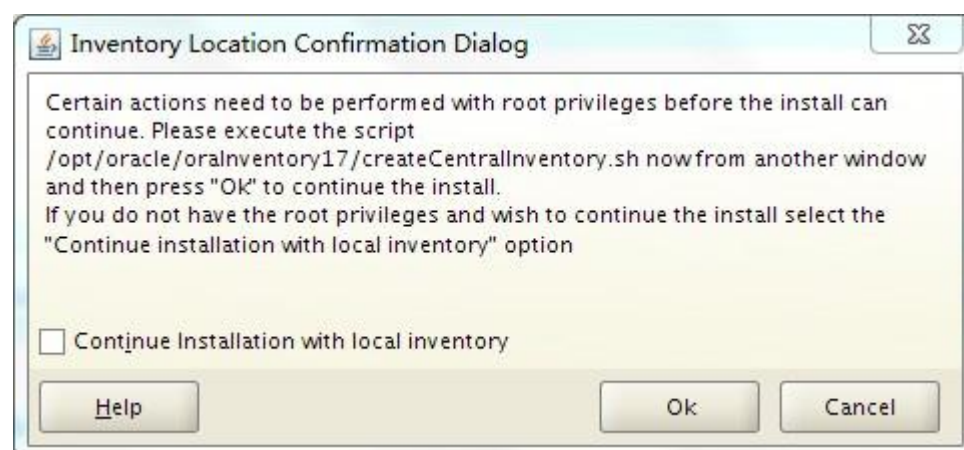 Inventory Location Confirmation Dialog
Certain actions need to be performed with root privileges before the install can
continue. Please execute the script
/opt/oracle/oraInventory17/createCentralInventory.sh now from another window
and then press "Ok" to continue the install.
If you do not have the root privileges and wish to continue the install select the
"Continue installation with local inventory" option
Continue Installation with local inventory
Help Ok Cancel